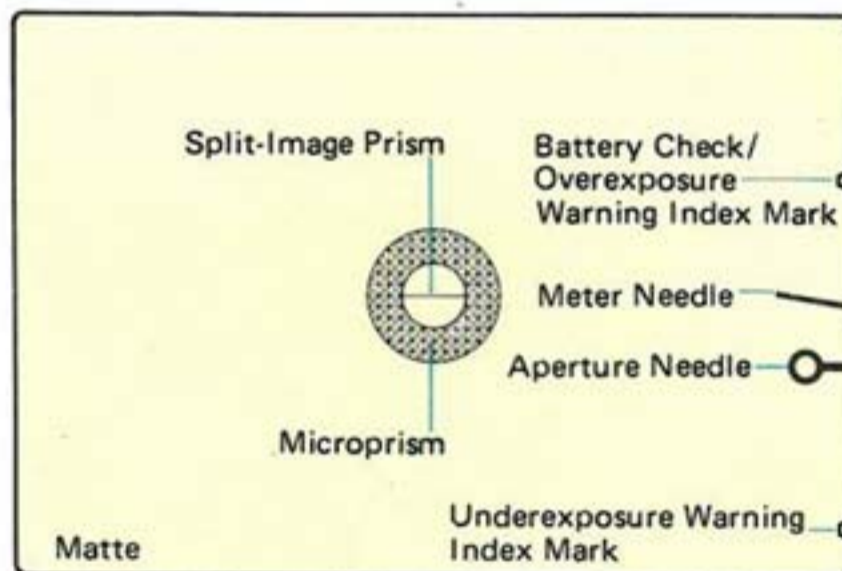 Split-Image Prism
Battery Check/
Overexposure
Warning Index Mark
Meter Needle
Aperture Needle
Microprism
Underexposure Warning
Index Mark
Matte